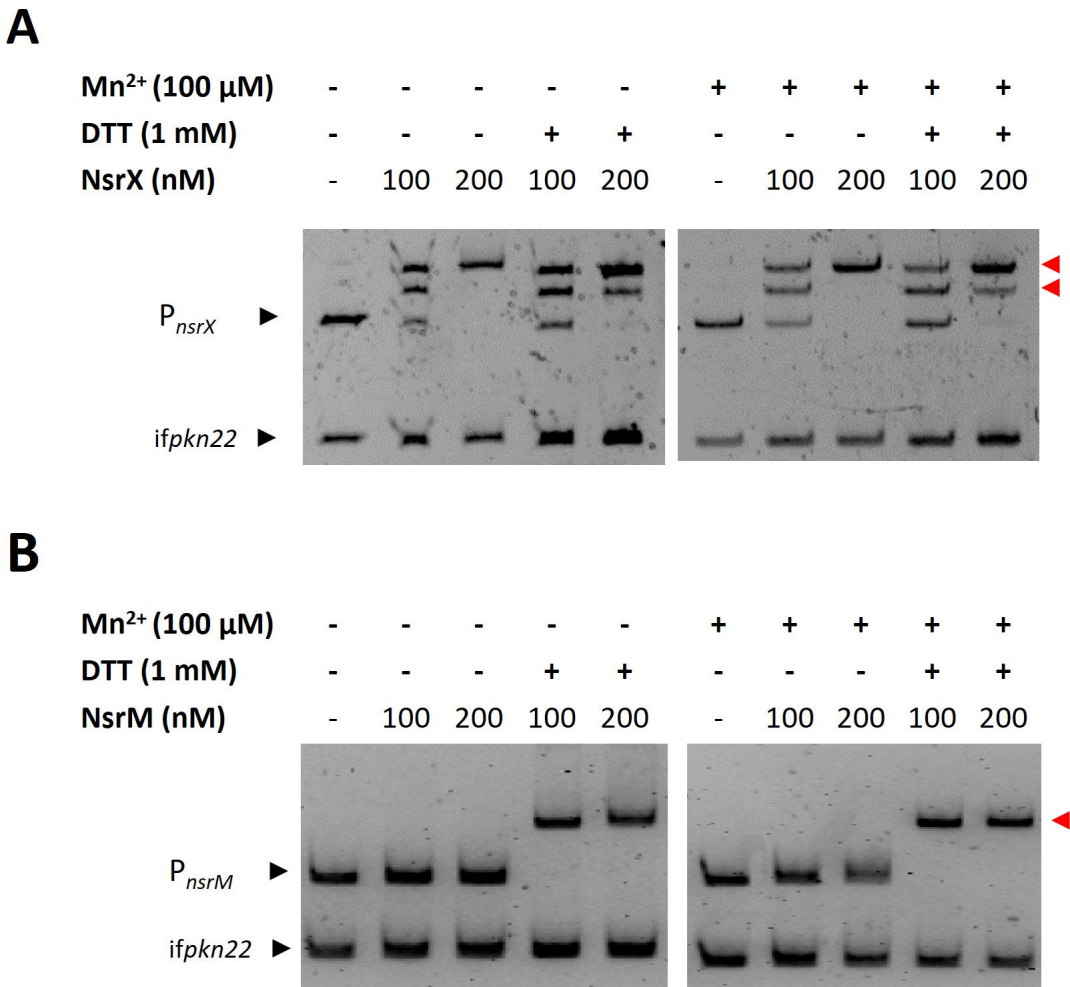 A
Mn²⁺ (100 µM) - - - - - + + + + +
DTT (1 mM) - - - + + - - - + +
NsrX (nM) - 100 200 100 200 - 100 200 100 200
PnsrX
ifpkn22
B
Mn²⁺ (100 µM) - - - - - + + + + +
DTT (1 mM) - - - + + - - - + +
NsrM (nM) - 100 200 100 200 - 100 200 100 200
PnsrM
ifpkn22